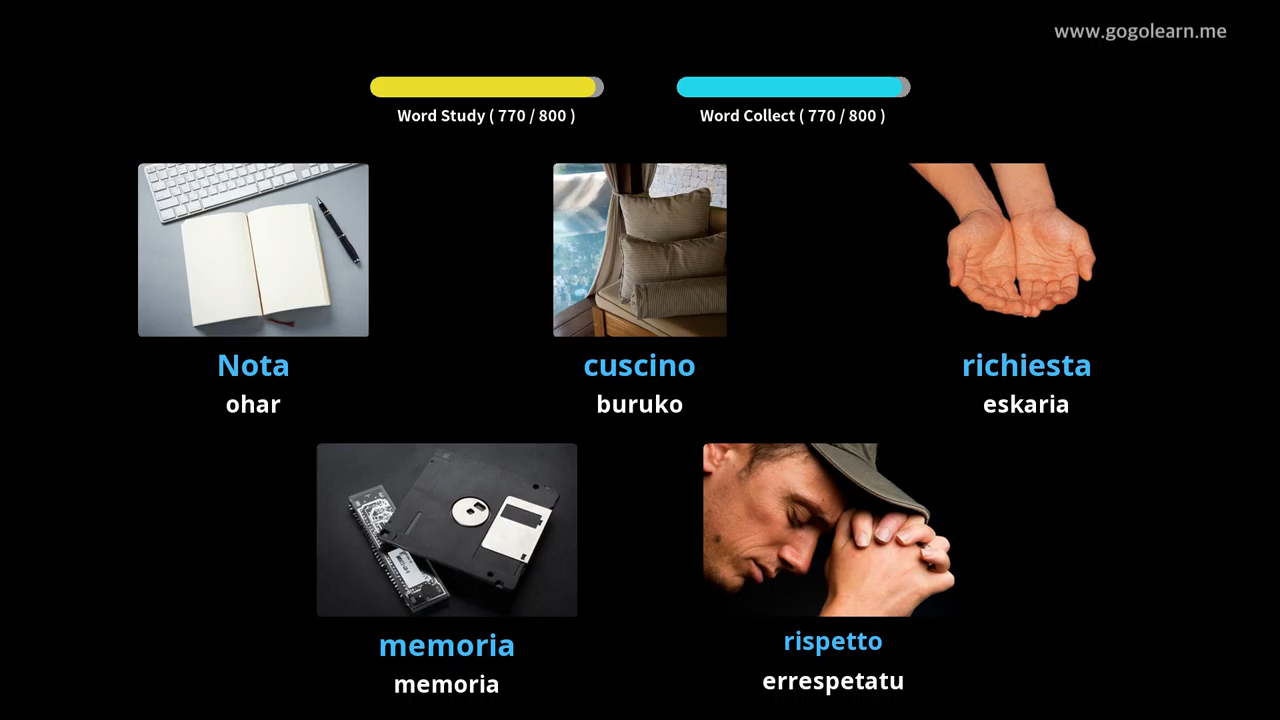 www.gogolearn.me
Word Study ( 770 / 800 )
Word Collect ( 770 / 800 )
Nota
ohar
cuscino
buruko
richiesta
eskaria
memoria
memoria
rispetto
errespetatu